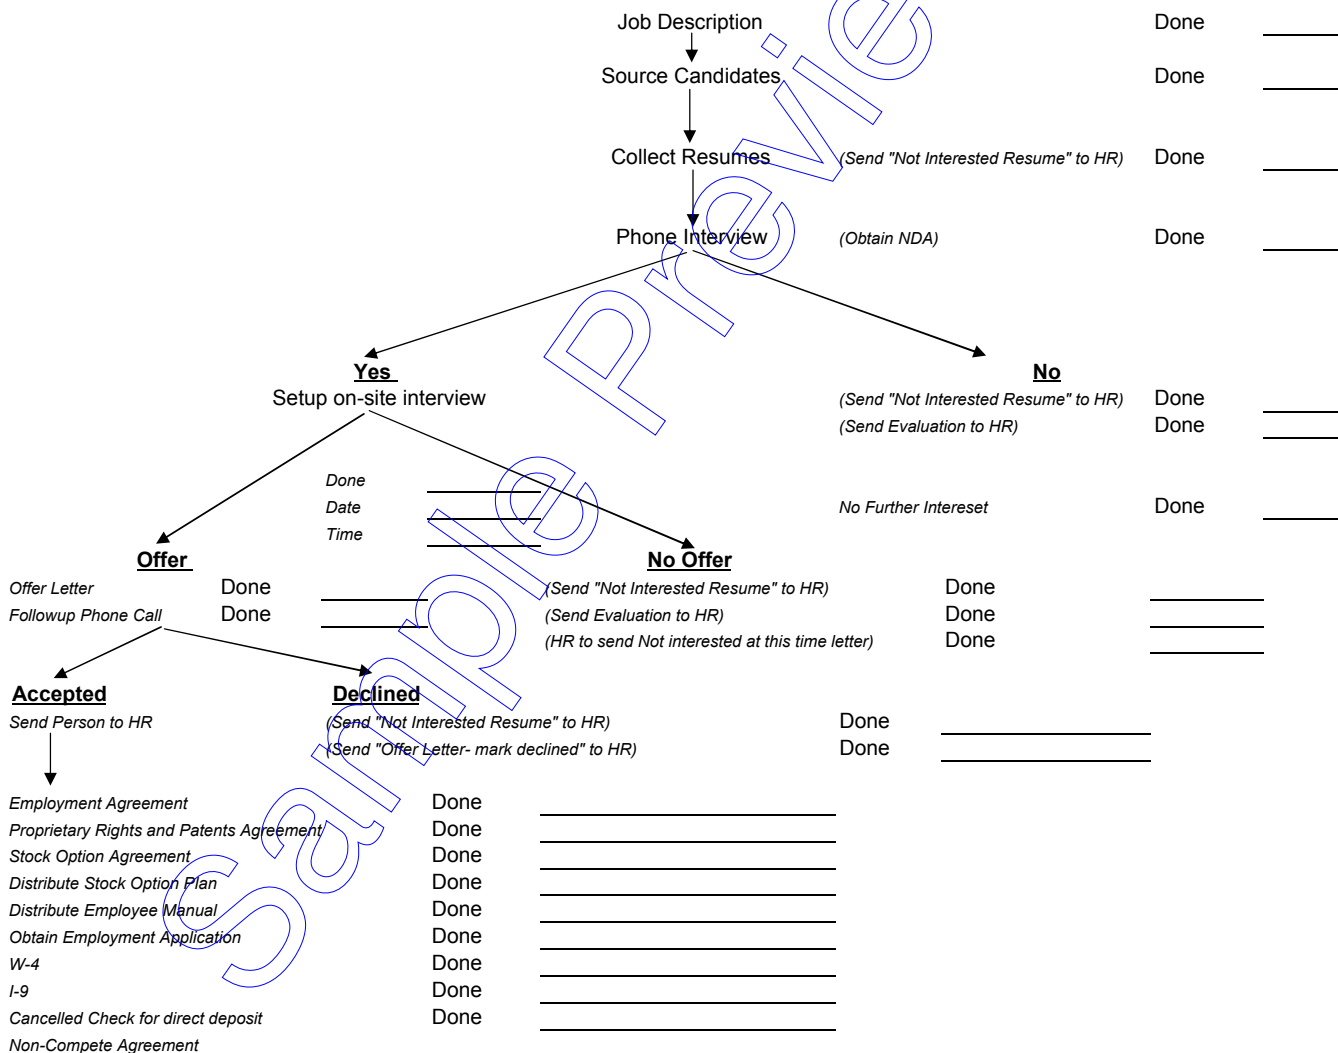 Job Description Done
Source Candidates Done
Collect Resumes (Send "Not Interested Resume" to HR) Done
Phone Interview (Obtain NDA) Done
Yes No
Setup on-site interview (Send "Not Interested Resume" to HR) Done
(Send Evaluation to HR) Done
Done
Date No Further Intereset Done
Time
Offer No Offer
Offer Letter Done (Send "Not Interested Resume" to HR) Done
Followup Phone Call Done (Send Evaluation to HR) Done
(HR to send Not interested at this time letter) Done
Accepted Declined
Send Person to HR (Send "Not Interested Resume" to HR) Done
(Send "Offer Letter- mark declined" to HR) Done
Employment Agreement Done
Proprietary Rights and Patents Agreement Done
Stock Option Agreement Done
Distribute Stock Option Plan Done
Distribute Employee Manual Done
Obtain Employment Application Done
W-4 Done
I-9 Done
Cancelled Check for direct deposit Done
Non-Compete Agreement
Sample Previe